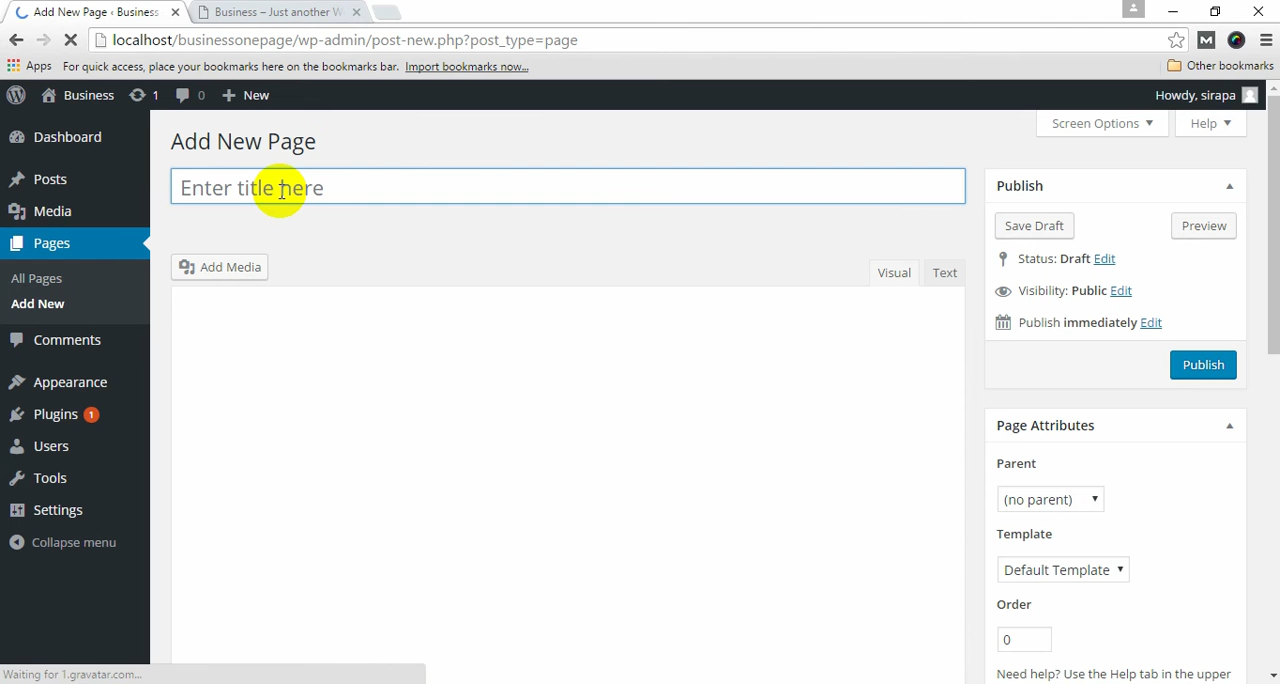 Add New Page ‹ Business
Business – Just another W
localhost/businessonepage/wp-admin/post-new.php?post_type=page
Apps For quick access, place your bookmarks here on the bookmarks bar. Import bookmarks now...
Other bookmarks
Business 1 0 New
Howdy, sirapa
Dashboard
Posts
Media
Pages
All Pages
Add New
Comments
Appearance
Plugins 1
Users
Tools
Settings
Collapse menu
Screen Options
Help
Add New Page
Enter title here
Add Media
Visual
Text
Publish
Save Draft
Preview
Status: Draft Edit
Visibility: Public Edit
Publish immediately Edit
Publish
Page Attributes
Parent
(no parent)
Template
Default Template
Order
0
Need help? Use the Help tab in the upper
Waiting for 1.gravatar.com...